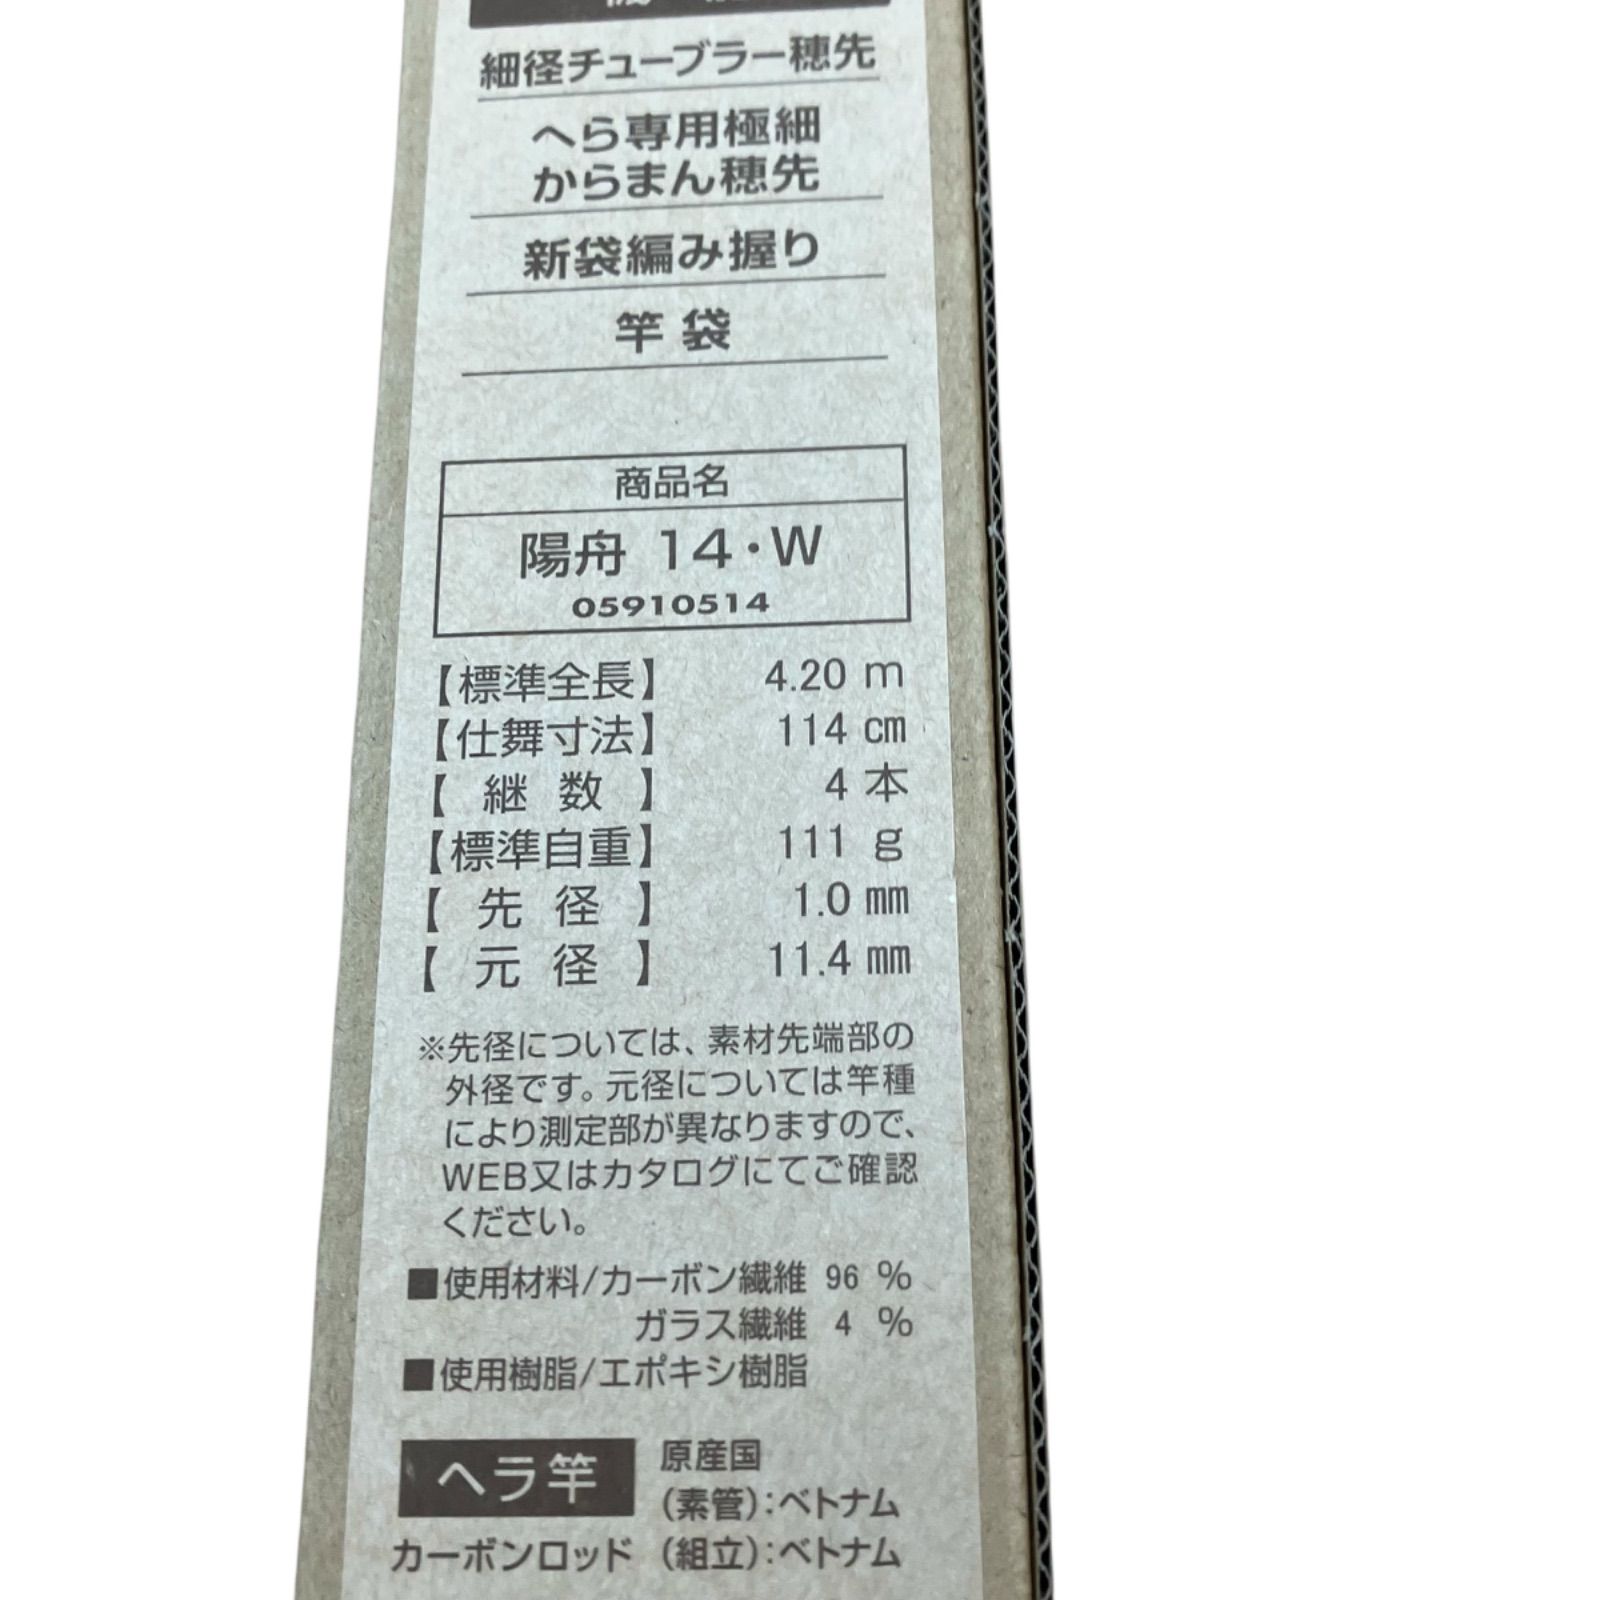 細径チューブラー穂先
へら専用極細
からまん穂先
新袋編み握り
竿袋
商品名
陽舟 14・W
05910514
【標準全長】 4.20 m
【仕舞寸法】 114 cm
【継数】 4 本
【標準自重】 111 g
【先径】 1.0 mm
【元径】 11.4 mm
※先径については、素材先端部の
外径です。元径については竿種
により測定部が異なりますので、
WEB又はカタログにてご確認
ください。
■使用材料/カーボン繊維 96 %
ガラス繊維 4 %
■使用樹脂/エポキシ樹脂
ヘラ竿
カーボンロッド
原産国
(素管):ベトナム
(組立):ベトナム